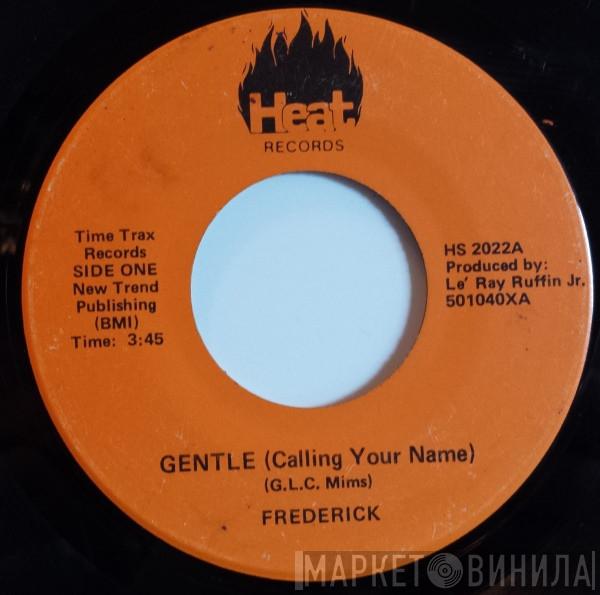 Heat
RECORDS
Time Trax
Records
SIDE ONE
New Trend
Publishing
(BMI)
Time: 3:45
HS 2022A
Produced by:
Le' Ray Ruffin Jr.
501040XA
GENTLE (Calling Your Name)
(G.L.C. Mims)
FREDERICK
МАРКЕТ ВИНИЛА